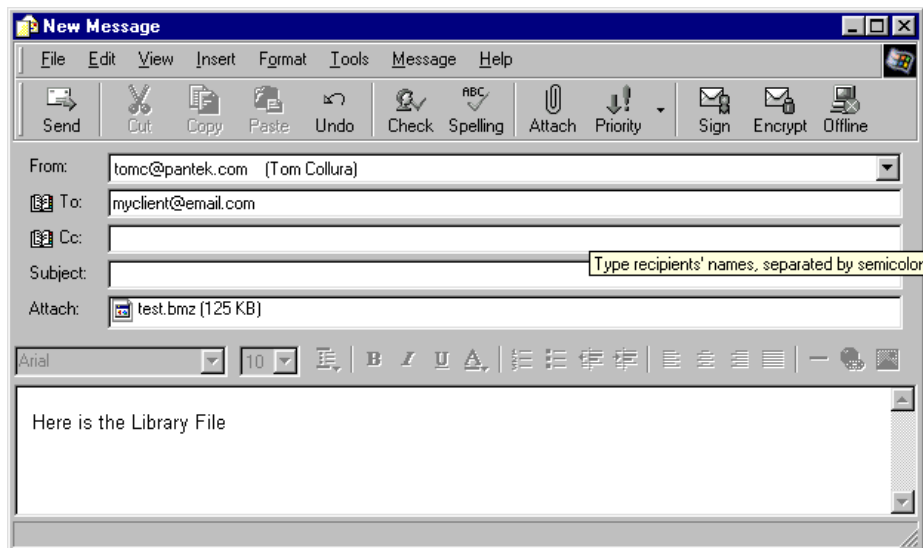 New Message
File Edit View Insert Format Tools Message Help
ABC
Send Cut Copy Paste Undo Check Spelling Attach Priority Sign Encrypt Offline
From: tomc@pantek.com (Tom Collura)
To: myclient@email.com
Cc:
Type recipients' names, separated by semicolon
Subject:
Attach: test.bmz (125 KB)
Arial 10 B I U A
Here is the Library File